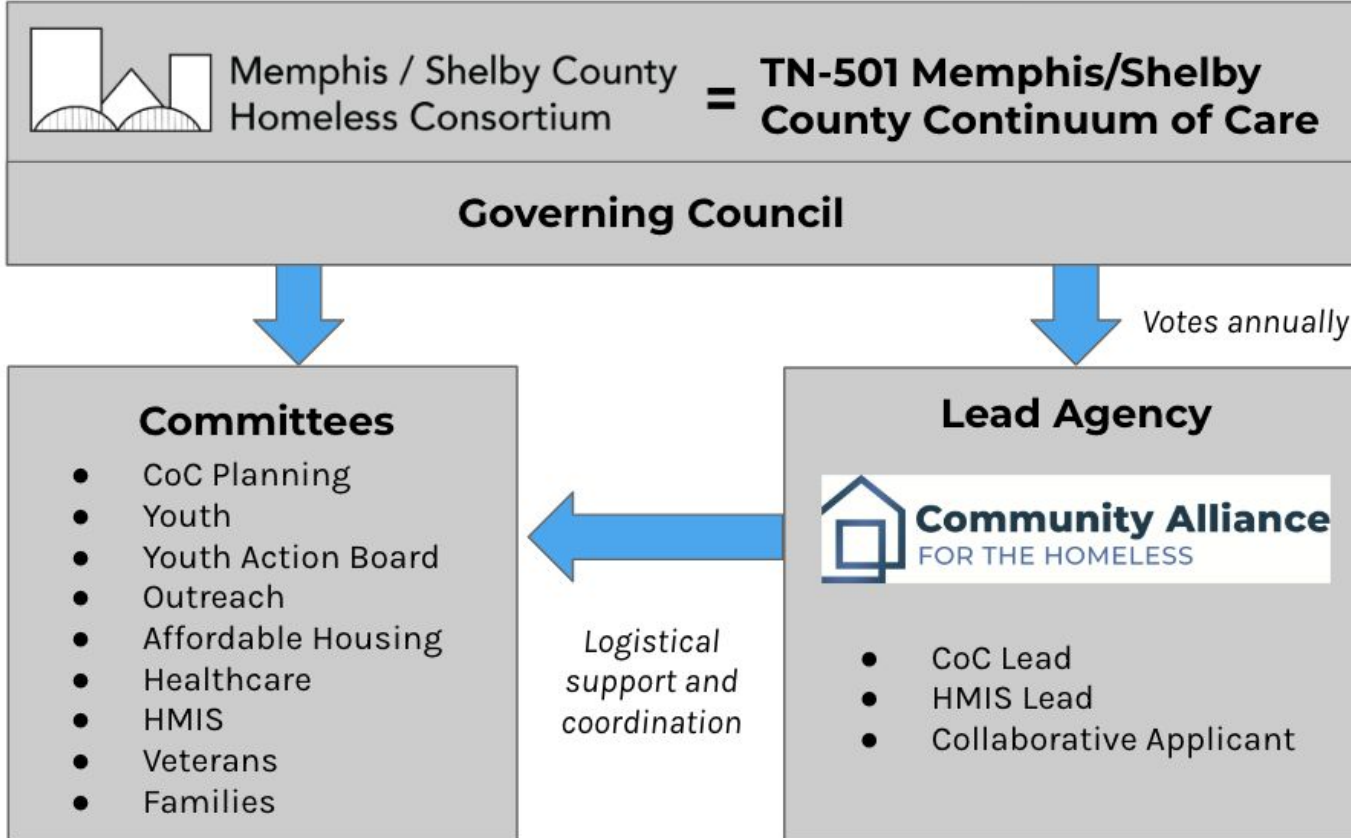 Memphis / Shelby County
Homeless Consortium
=
TN-501 Memphis/Shelby
County Continuum of Care
Governing Council
Votes annually
Committees
● CoC Planning
● Youth
● Youth Action Board
● Outreach
● Affordable Housing
● Healthcare
● HMIS
● Veterans
● Families
Logistical
support and
coordination
Lead Agency
Community Alliance
FOR THE HOMELESS
● CoC Lead
● HMIS Lead
● Collaborative Applicant